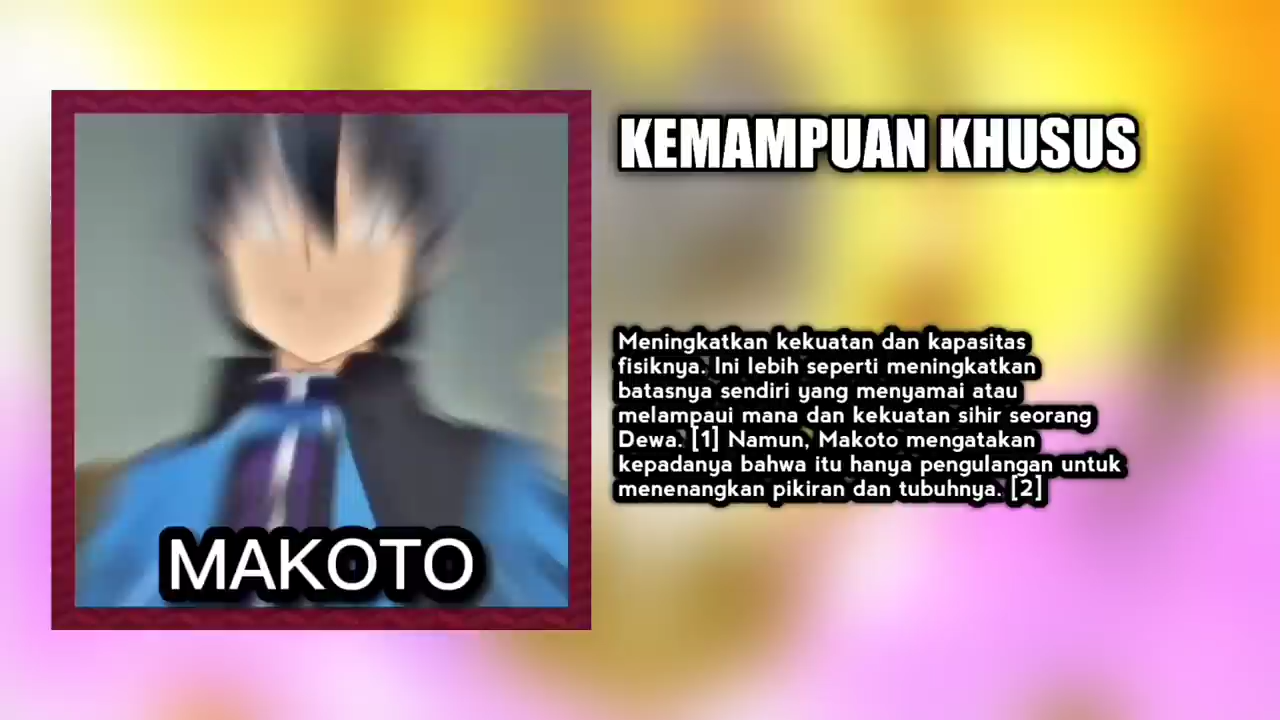 KEMAMPUAN KHUSUS
Meningkatkan kekuatan dan kapasitas
fisiknya. Ini lebih seperti meningkatkan
batasnya sendiri yang menyamai atau
melampaui mana dan kekuatan sihir seorang
Dewa. [1] Namun, Makoto mengatakan
kepadanya bahwa itu hanya pengulangan untuk
menenangkan pikiran dan tubuhnya. [2]
MAKOTO